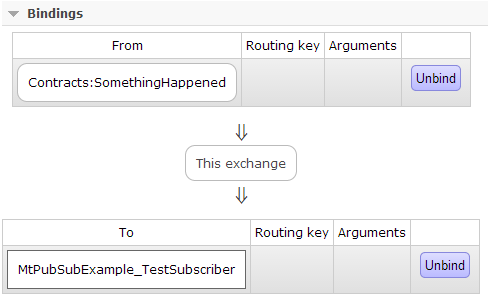 Bindings
From Routing key Arguments
Contracts:SomethingHappened Unbind
⇓
This exchange
⇓
To Routing key Arguments
MtPubSubExample_TestSubscriber Unbind